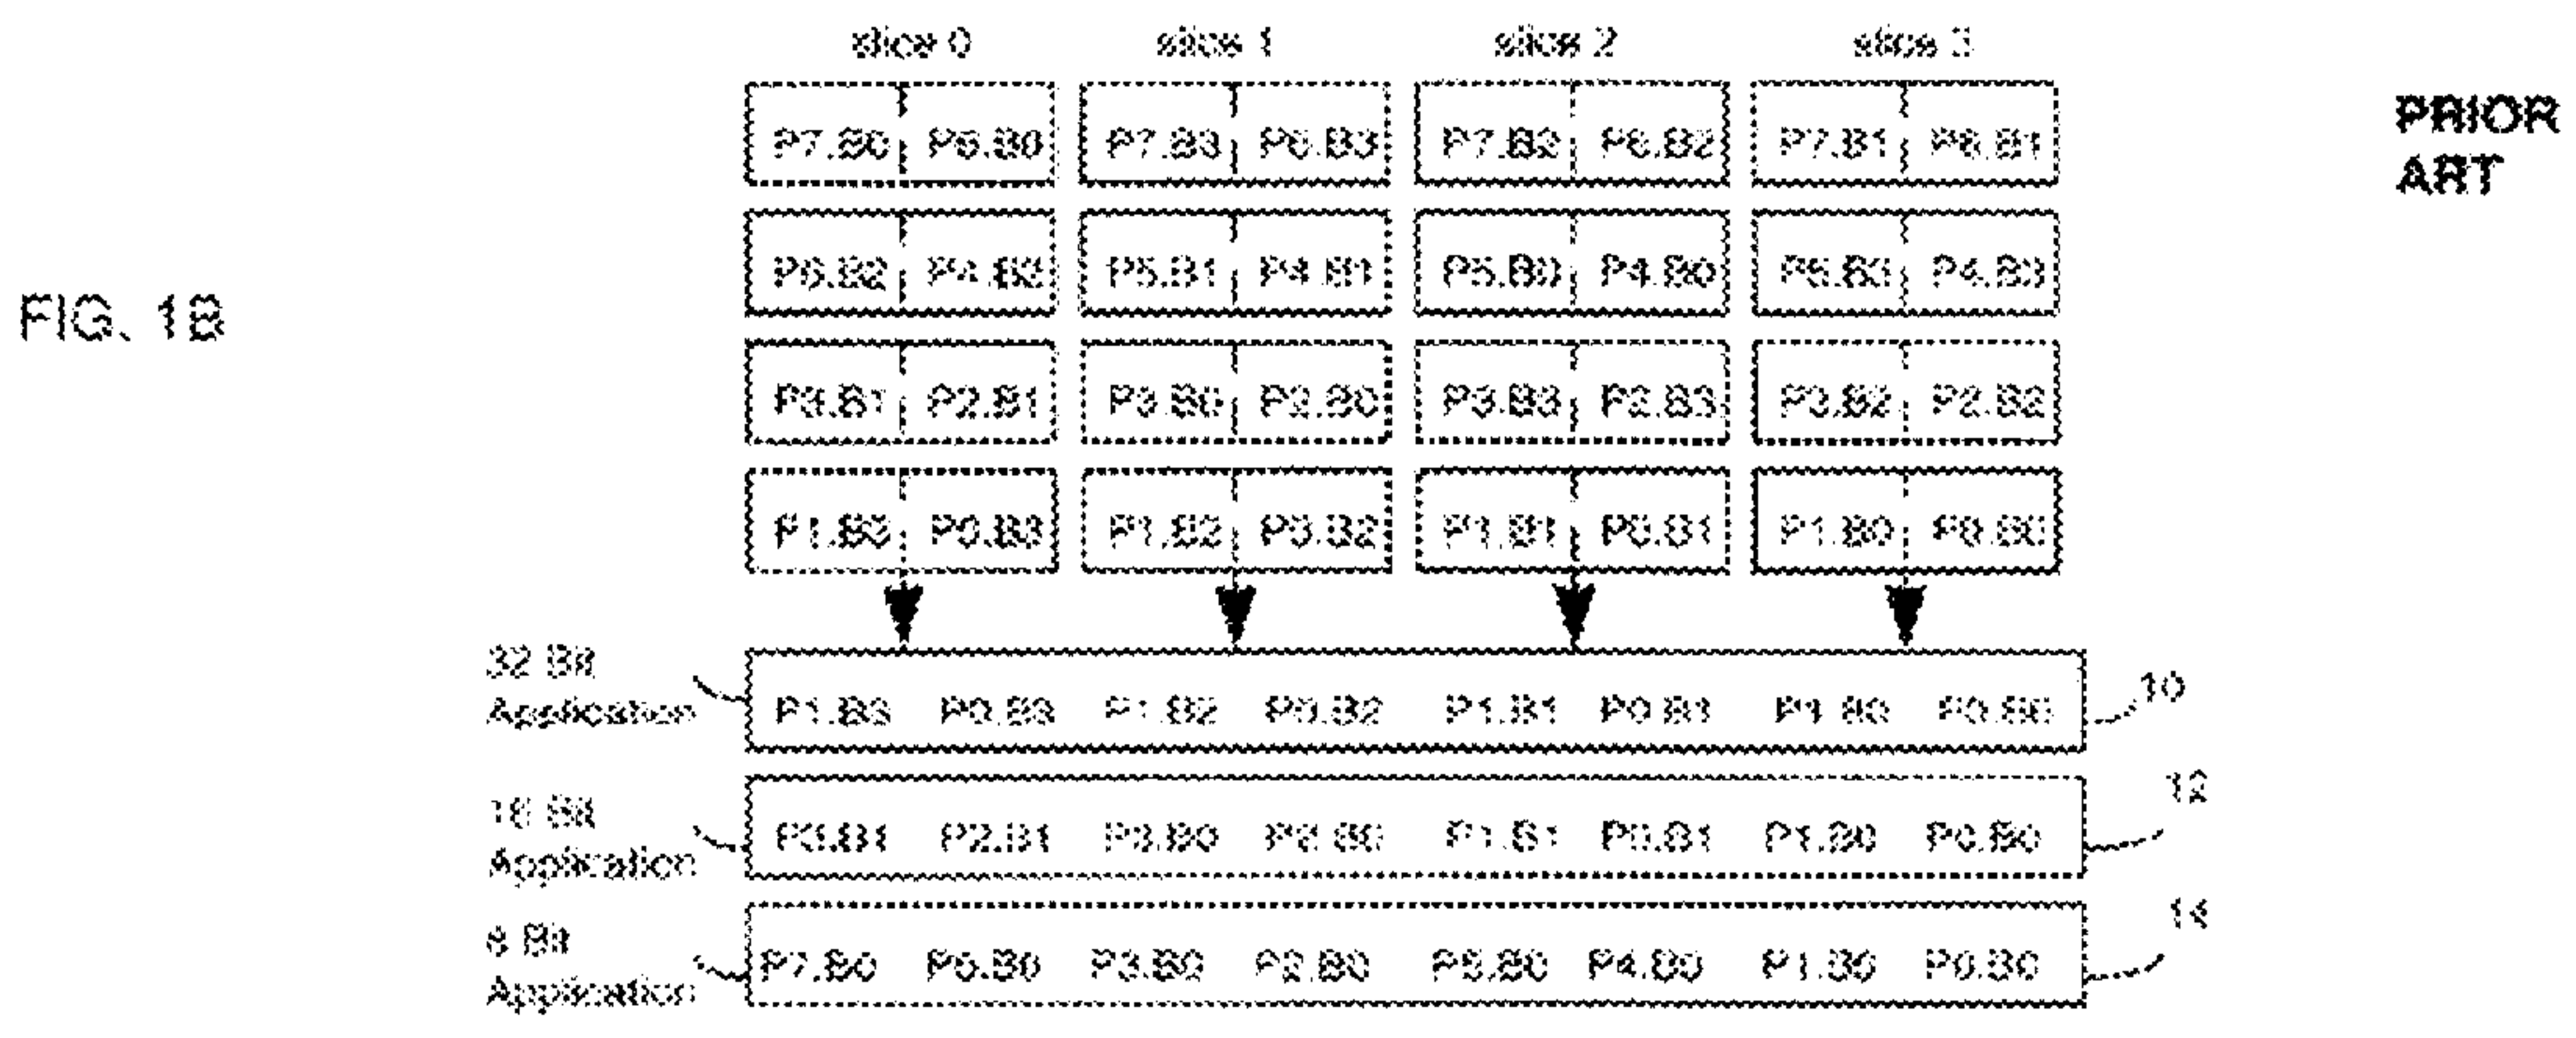 slice 0 slice 1 slice 2 slice 3
PRIOR
ART
P7.B0 P6.B0 P7.B3 P6.B3 P7.B2 P6.B2 P7.B1 P6.B1
P5.B2 P4.B2 P5.B1 P4.B1 P5.B0 P4.B0 P5.B3 P4.B3
FIG. 1B
P3.B1 P2.B1 P3.B0 P2.B0 P3.B3 P2.B3 P3.B2 P2.B2
P1.B3 P0.B3 P1.B2 P0.B2 P1.B1 P0.B1 P1.B0 P0.B0
32 Bit
Application
P1.B3 P0.B3 P1.B2 P0.B2 P1.B1 P0.B1 P1.B0 P0.B0
10
16 Bit
Application
P3.B1 P2.B1 P3.B0 P2.B0 P1.B1 P0.B1 P1.B0 P0.B0
12
8 Bit
Application
P7.B0 P6.B0 P3.B0 P2.B0 P5.B0 P4.B0 P1.B0 P0.B0
14